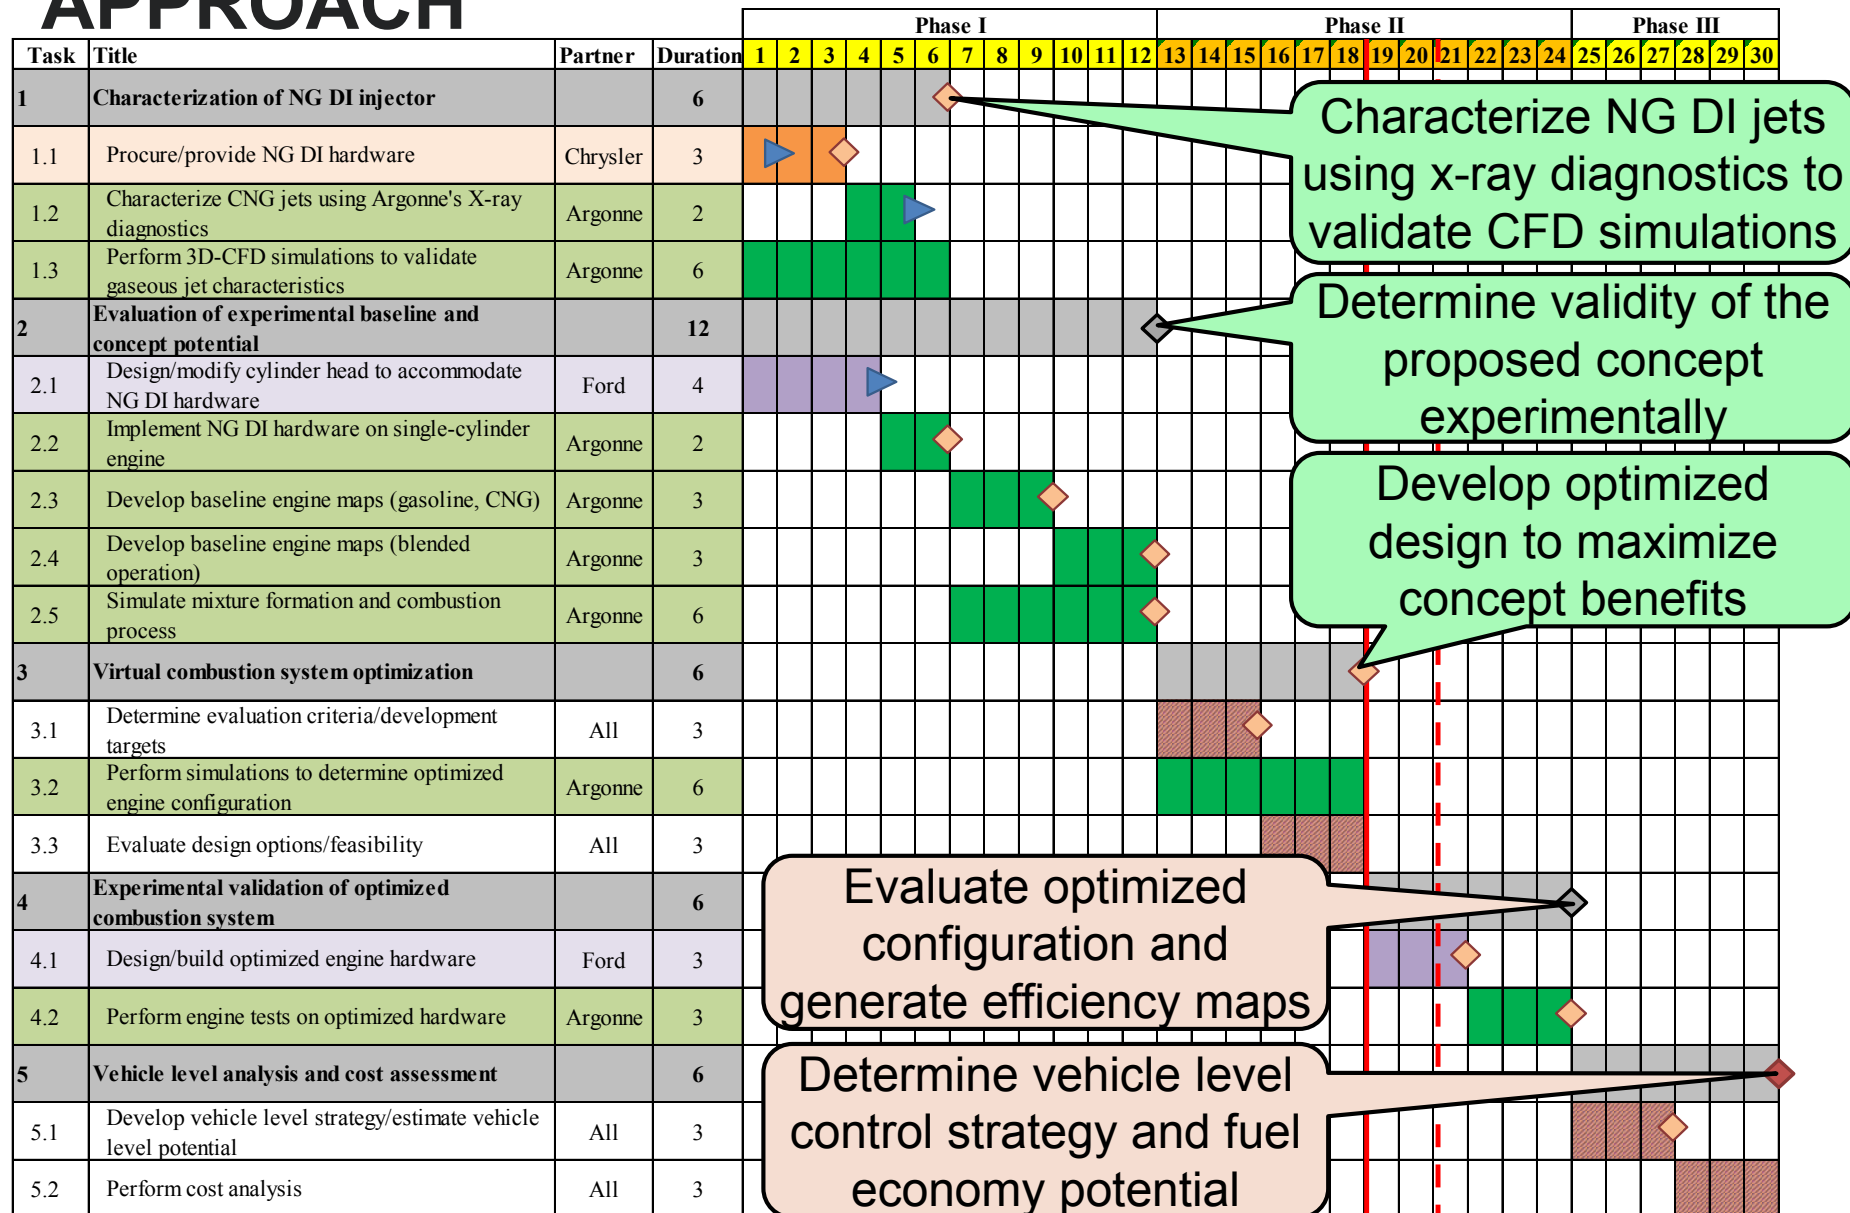 APPROACH
Phase I Phase II Phase III
Task Title Partner Duration 1 2 3 4 5 6 7 8 9 10 11 12 13 14 15 16 17 18 19 20 21 22 23 24 25 26 27 28 29 30
1 Characterization of NG DI injector 6
1.1 Procure/provide NG DI hardware Chrysler 3
1.2 Characterize CNG jets using Argonne's X-ray
diagnostics Argonne 2
1.3 Perform 3D-CFD simulations to validate
gaseous jet characteristics Argonne 6
2 Evaluation of experimental baseline and
concept potential 12
2.1 Design/modify cylinder head to accommodate
NG DI hardware Ford 4
2.2 Implement NG DI hardware on single-cylinder
engine Argonne 2
2.3 Develop baseline engine maps (gasoline, CNG) Argonne 3
2.4 Develop baseline engine maps (blended
operation) Argonne 3
2.5 Simulate mixture formation and combustion
process Argonne 6
3 Virtual combustion system optimization 6
3.1 Determine evaluation criteria/development
targets All 3
3.2 Perform simulations to determine optimized
engine configuration Argonne 6
3.3 Evaluate design options/feasibility All 3
4 Experimental validation of optimized
combustion system 6
4.1 Design/build optimized engine hardware Ford 3
4.2 Perform engine tests on optimized hardware Argonne 3
5 Vehicle level analysis and cost assessment 6
5.1 Develop vehicle level strategy/estimate vehicle
level potential All 3
5.2 Perform cost analysis All 3
Characterize NG DI jets
using x-ray diagnostics to
validate CFD simulations
Determine validity of the
proposed concept
experimentally
Develop optimized
design to maximize
concept benefits
Evaluate optimized
configuration and
generate efficiency maps
Determine vehicle level
control strategy and fuel
economy potential